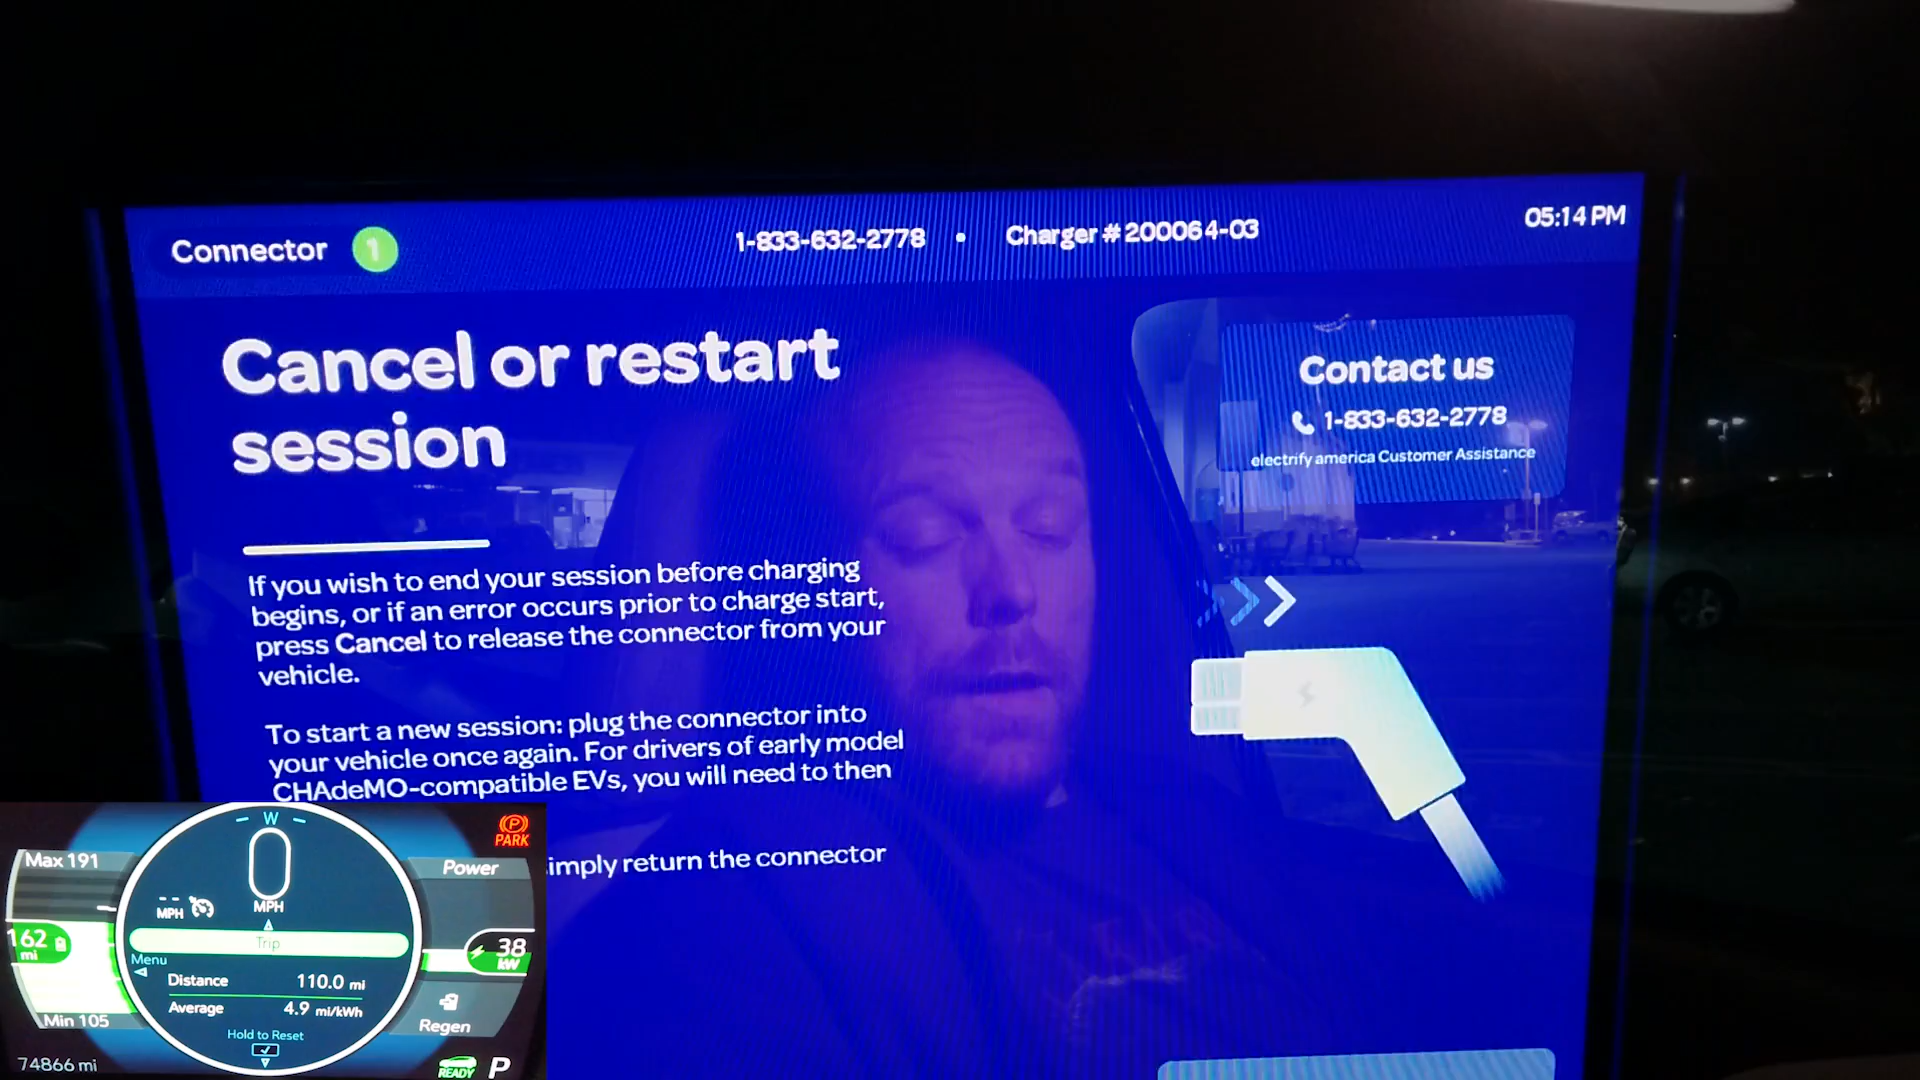 Connector 1
1-833-632-2778 • Charger # 200064-03
05:14 PM
Cancel or restart
session
Contact us
1-833-632-2778
electrify america Customer Assistance
If you wish to end your session before charging
begins, or if an error occurs prior to charge start,
press Cancel to release the connector from your
vehicle.
To start a new session: plug the connector into
your vehicle once again. For drivers of early model
CHAdeMO-compatible EVs, you will need to then
imply return the connector
W
PARK
Max 191
Power
MPH
MPH
Trip
162
mi
38
kW
Menu
Distance 110.0 mi
Average 4.9 mi/kWh
Min 105
Regen
Hold to Reset
74866 mi
READY P